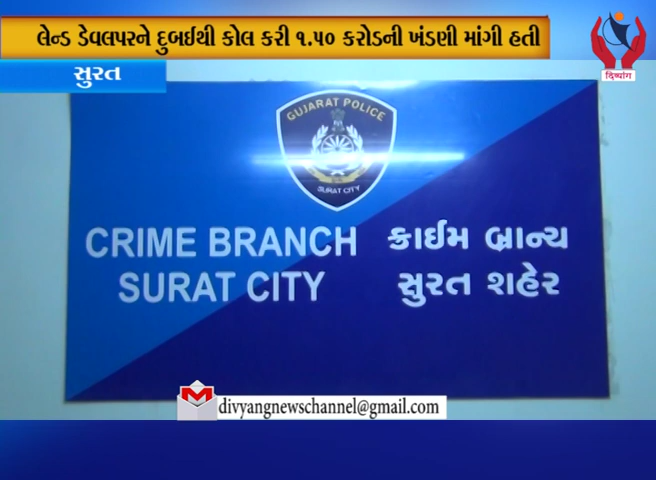 લેન્ડ ડેવલપરને દુબઈથી કોલ કરી ૧.૫૦ કરોડની ખંડણી માંગી હતી
दिव्यांग
સુરત
GUJARAT POLICE
SURAT CITY
CRIME BRANCH
SURAT CITY
ક્રાઈમ બ્રાન્ચ
સુરત શહેર
divyangnewschannel@gmail.com